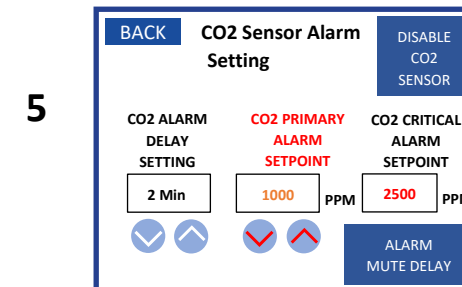 5
BACK
CO2 Sensor Alarm
Setting
DISABLE
CO2
SENSOR
CO2 ALARM
DELAY
SETTING
2 Min
CO2 PRIMARY
ALARM
SETPOINT
1000 PPM
CO2 CRITICAL
ALARM
SETPOINT
2500
ALARM
MUTE DELAY